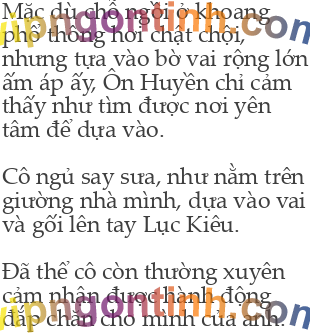 Mặc dù chỗ ngồi ở khoang
phổ thông hơi chật chội,
nhưng tựa vào bờ vai rộng lớn
ấm áp ấy, Ôn Huyền chỉ cảm
thấy như tìm được nơi yên
tâm để dựa vào.
Cô ngủ say sưa, như nằm trên
giường nhà mình, dựa vào vai
và gối lên tay Lục Kiêu.
Đã thể cô còn thường xuyên
cảm nhận được hành động
đắp chăn cho mình của anh.